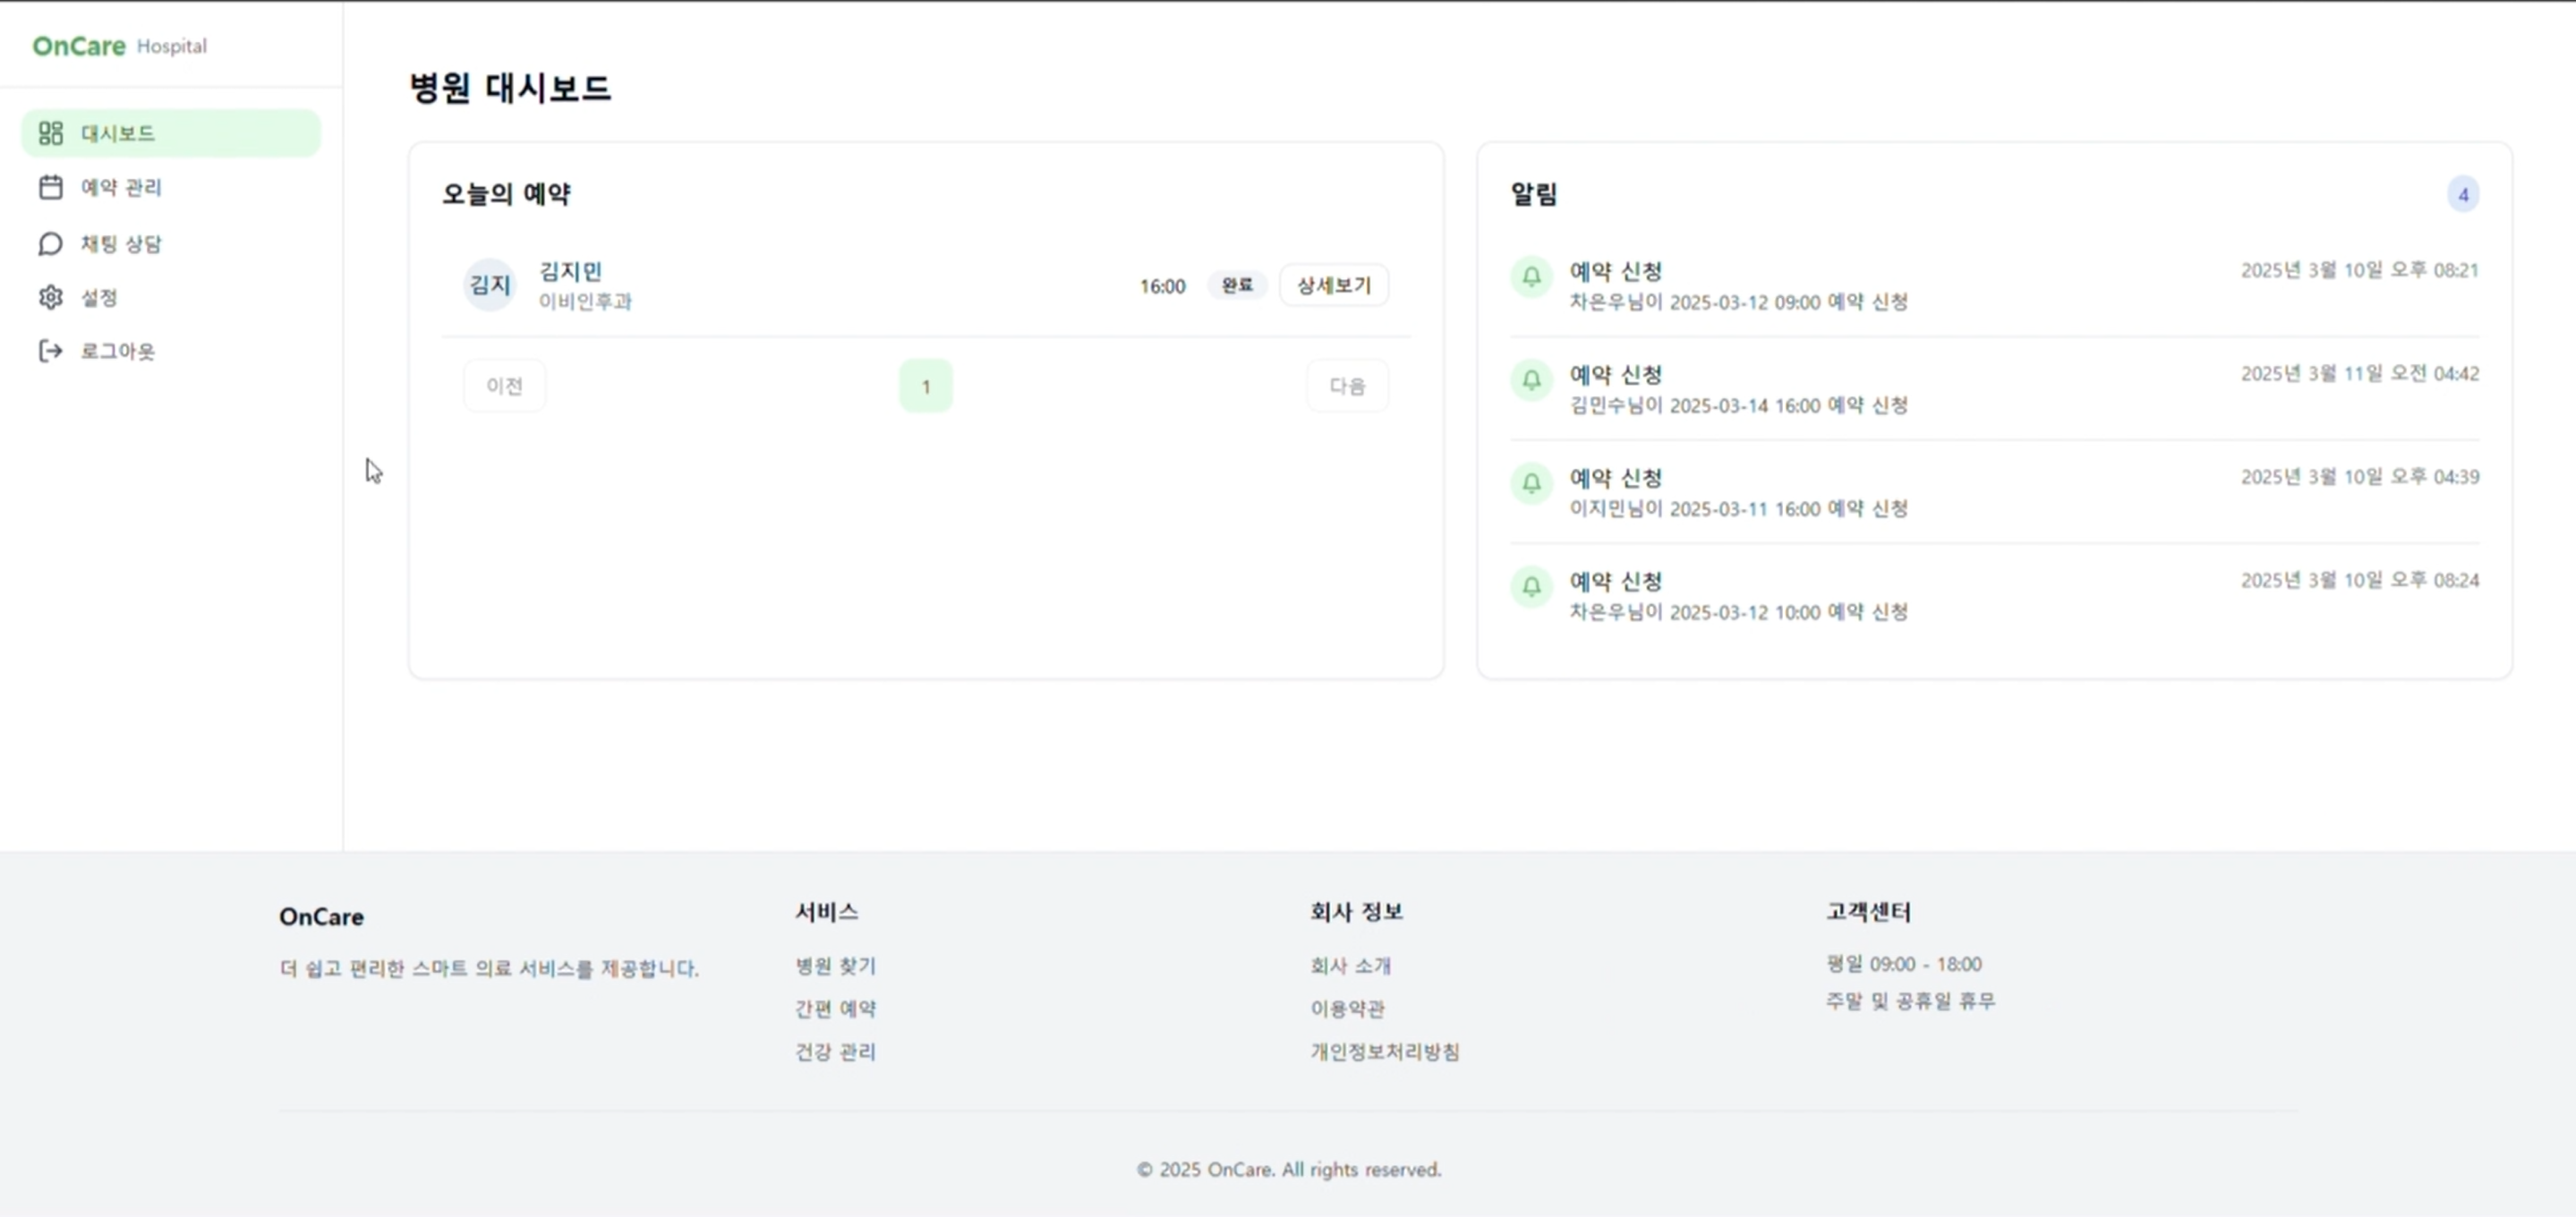 OnCare Hospital
대시보드
예약 관리
채팅 상담
설정
로그아웃
병원 대시보드
오늘의 예약
김지
김지민
이비인후과
16:00 완료 상세보기
이전 1 다음
알림 4
예약 신청 2025년 3월 10일 오후 08:21
차은우님이 2025-03-12 09:00 예약 신청
예약 신청 2025년 3월 11일 오전 04:42
김민수님이 2025-03-14 16:00 예약 신청
예약 신청 2025년 3월 10일 오후 04:39
이지민님이 2025-03-11 16:00 예약 신청
예약 신청 2025년 3월 10일 오후 08:24
차은우님이 2025-03-12 10:00 예약 신청
OnCare
더 쉽고 편리한 스마트 의료 서비스를 제공합니다.
서비스
병원 찾기
간편 예약
건강 관리
회사 정보
회사 소개
이용약관
개인정보처리방침
고객센터
평일 09:00 - 18:00
주말 및 공휴일 휴무
© 2025 OnCare. All rights reserved.